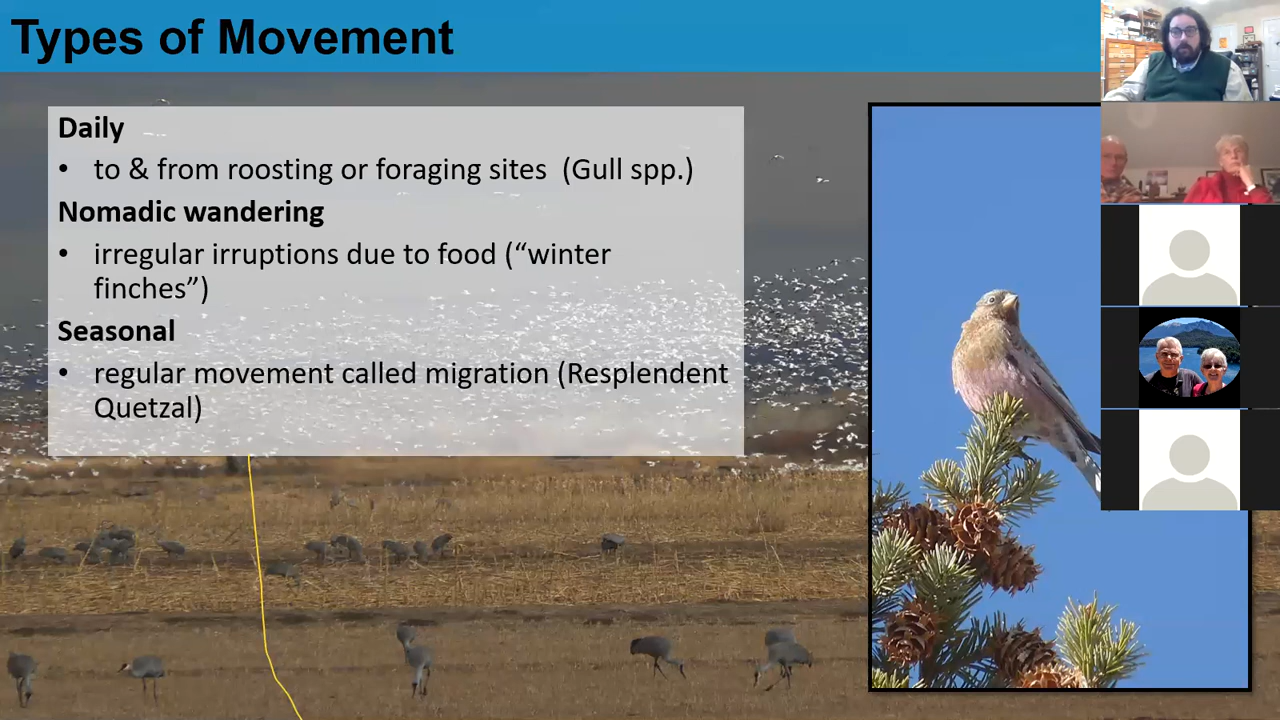 Types of Movement
Daily
• to & from roosting or foraging sites (Gull spp.)
Nomadic wandering
• irregular irruptions due to food (“winter
finches”)
Seasonal
• regular movement called migration (Resplendent
Quetzal)